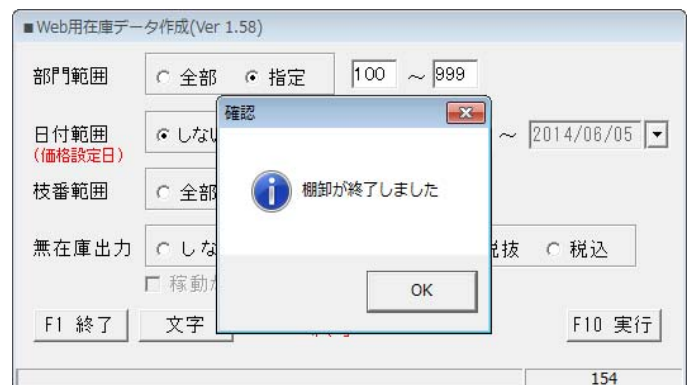 ■Web用在庫データ作成(Ver 1.58)
部門範囲 全部 指定 100 ～ 999
確認
日付範囲 しない ～ 2014/06/05
(価格設定日)
棚卸が終了しました
枝番範囲 全部
無在庫出力 しな 税抜 税込
稼動
OK
F1 終了 文字 F10 実行
154